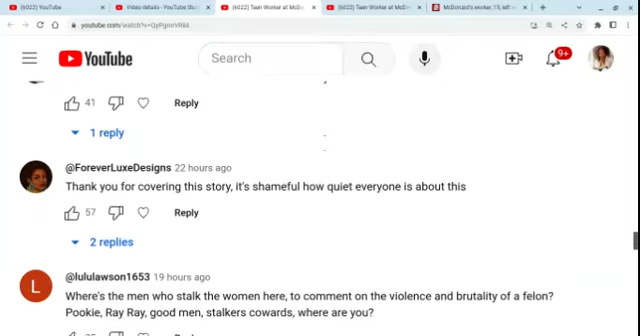 (6022) YouTube
Video details - YouTube Stu
(6022) Teen Worker at McDo
(6022) Teen Worker at McDo
McDonald's worker, 15, left
youtube.com/watch?v=
YouTube
Search
9+
41
Reply
1 reply
@ForeverLuxeDesigns 22 hours ago
Thank you for covering this story, it's shameful how quiet everyone is about this
57
Reply
2 replies
L
@lululawson1653 19 hours ago
Where's the men who stalk the women here, to comment on the violence and brutality of a felon?
Pookie, Ray Ray, good men, stalkers cowards, where are you?
Reply